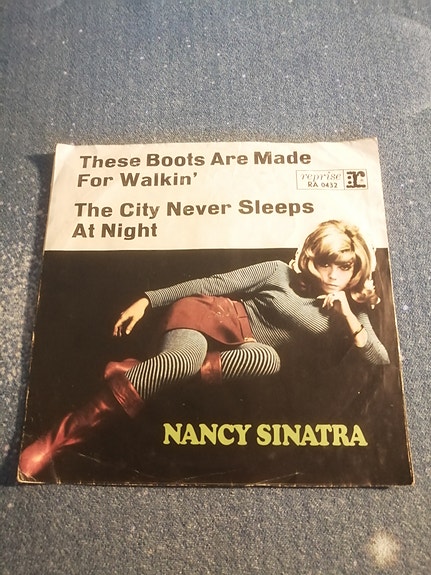 These Boots Are Made
For Walkin'
reprise
RA 0432
The City Never Sleeps
At Night
NANCY SINATRA